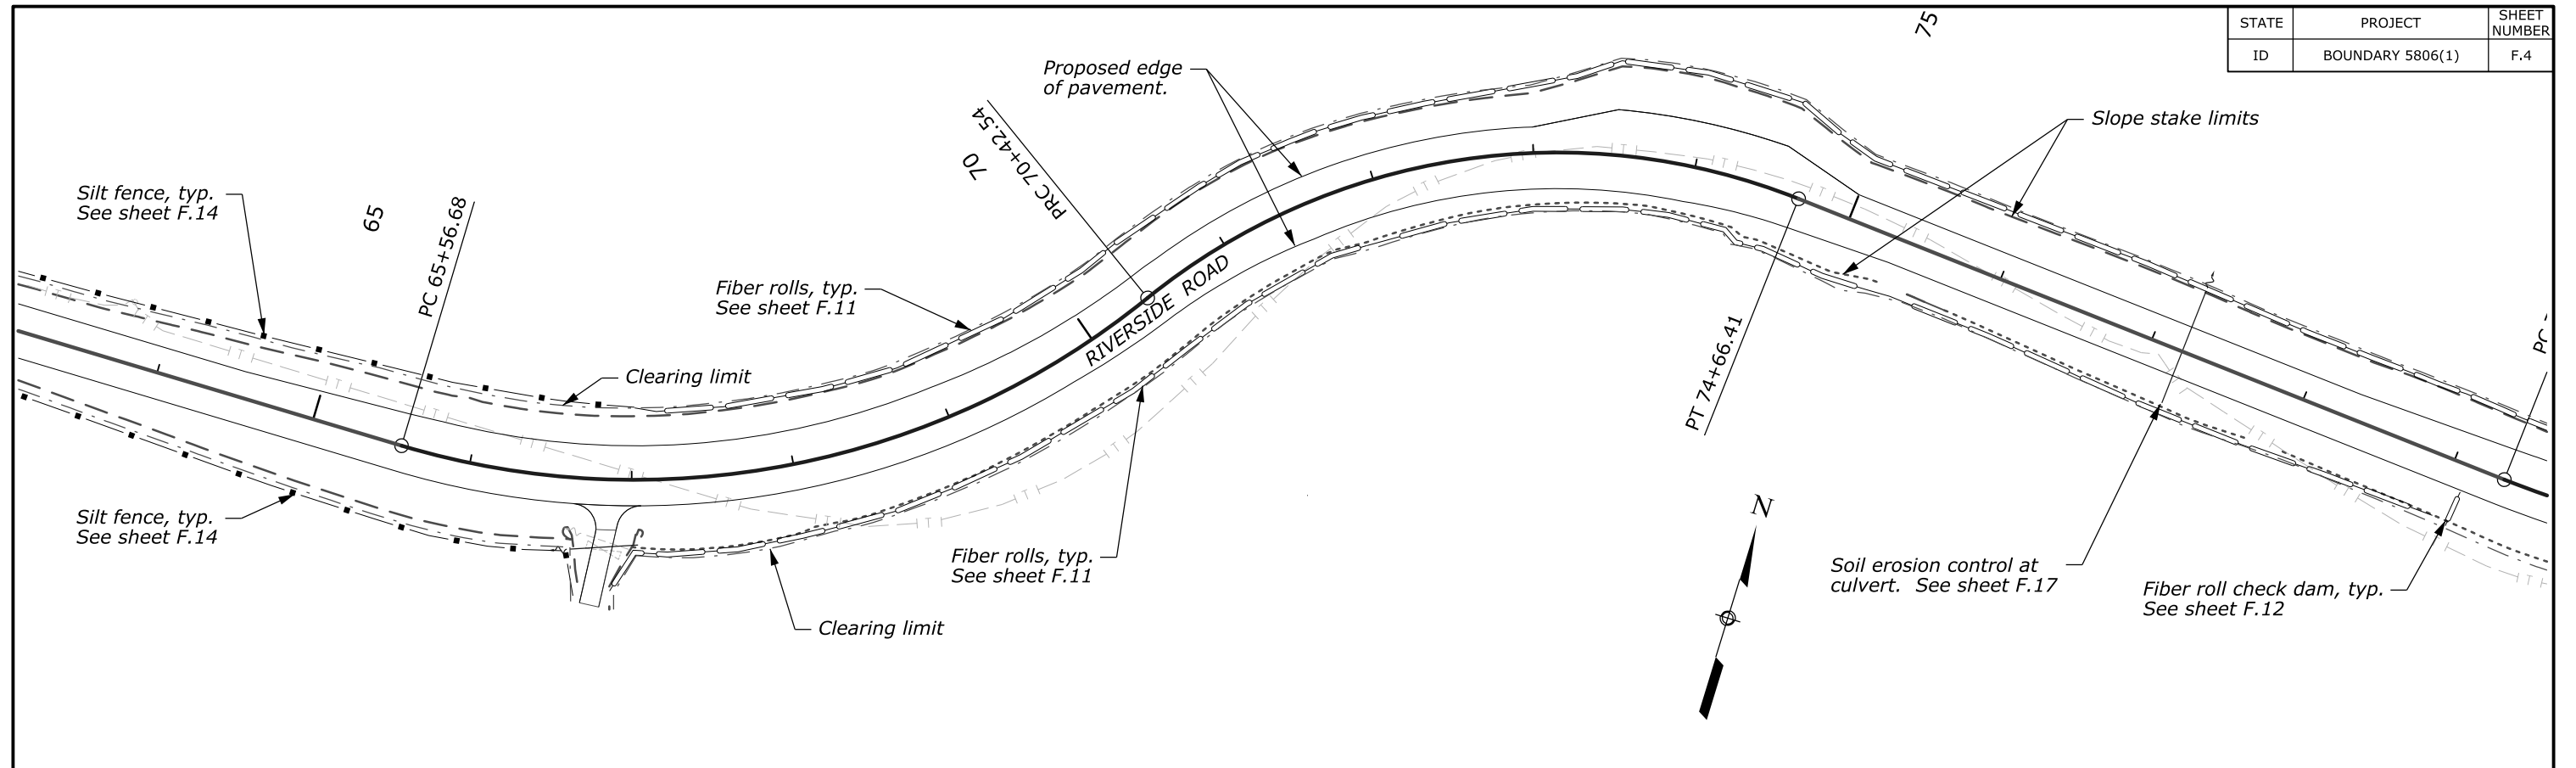 STATE PROJECT SHEET NUMBER
ID BOUNDARY 5806(1) F.4
75
Proposed edge
of pavement.
Slope stake limits
PRC 70+42.54
70
Silt fence, typ.
See sheet F.14
65
PC 65+56.68
Fiber rolls, typ.
See sheet F.11
RIVERSIDE ROAD
Clearing limit
PT 74+66.41
PC
Silt fence, typ.
See sheet F.14
N
Fiber rolls, typ.
See sheet F.11
Soil erosion control at
culvert. See sheet F.17
Fiber roll check dam, typ.
See sheet F.12
Clearing limit